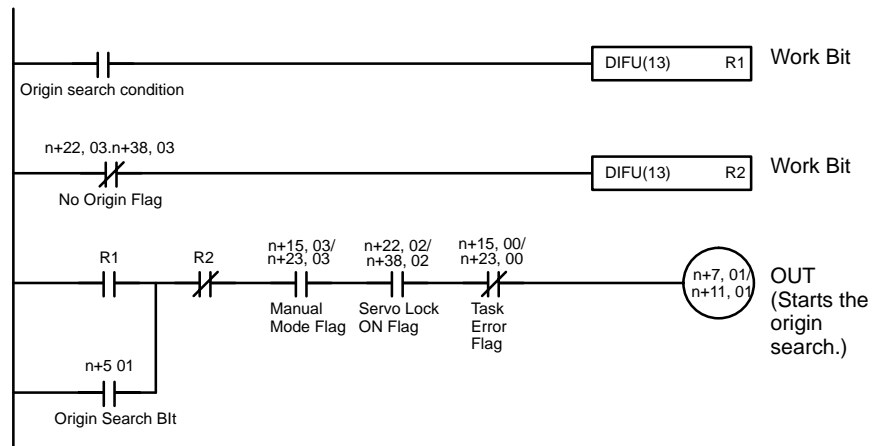 DIFU(13) R1
Work Bit
Origin search condition
n+22, 03.n+38, 03
DIFU(13) R2
Work Bit
No Origin Flag
R1
R2
n+15, 03/
n+23, 03
n+22, 02/
n+38, 02
n+15, 00/
n+23, 00
n+7, 01/
n+11, 01
OUT
(Starts the
origin
search.)
Manual
Mode Flag
Servo Lock
ON Flag
Task
Error
Flag
n+5 01
Origin Search BIt